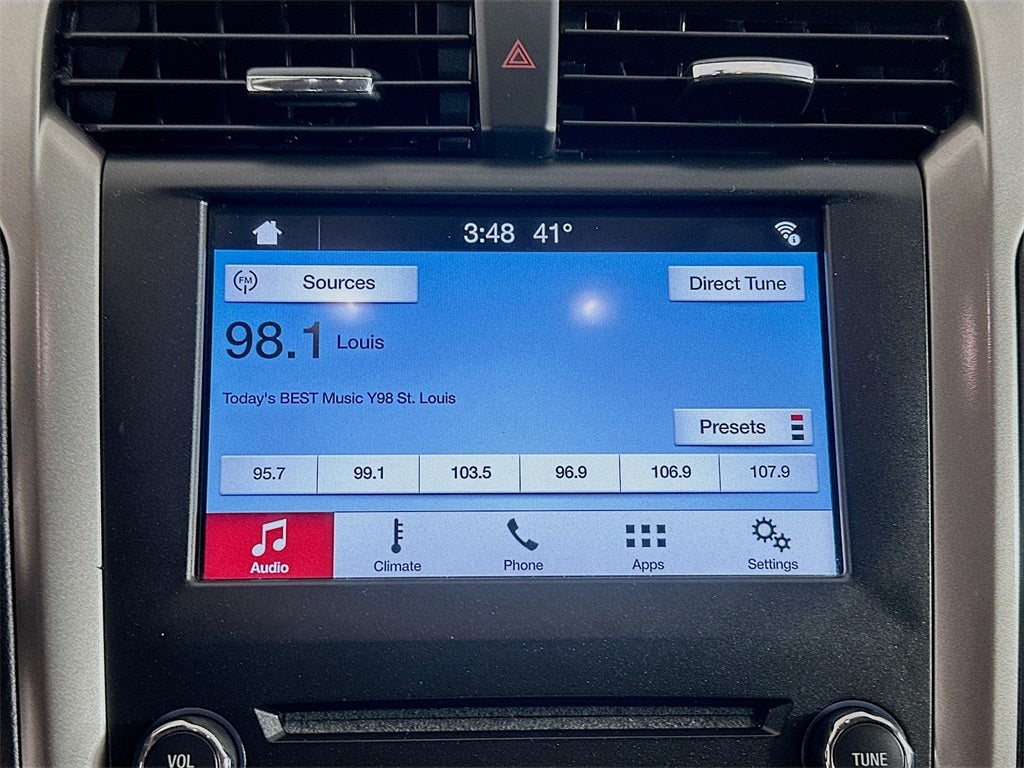 3:48 41°
FM Sources Direct Tune
98.1 Louis
Today's BEST Music Y98 St. Louis
Presets
95.7 99.1 103.5 96.9 106.9 107.9
Audio Climate Phone Apps Settings
VOL TUNE